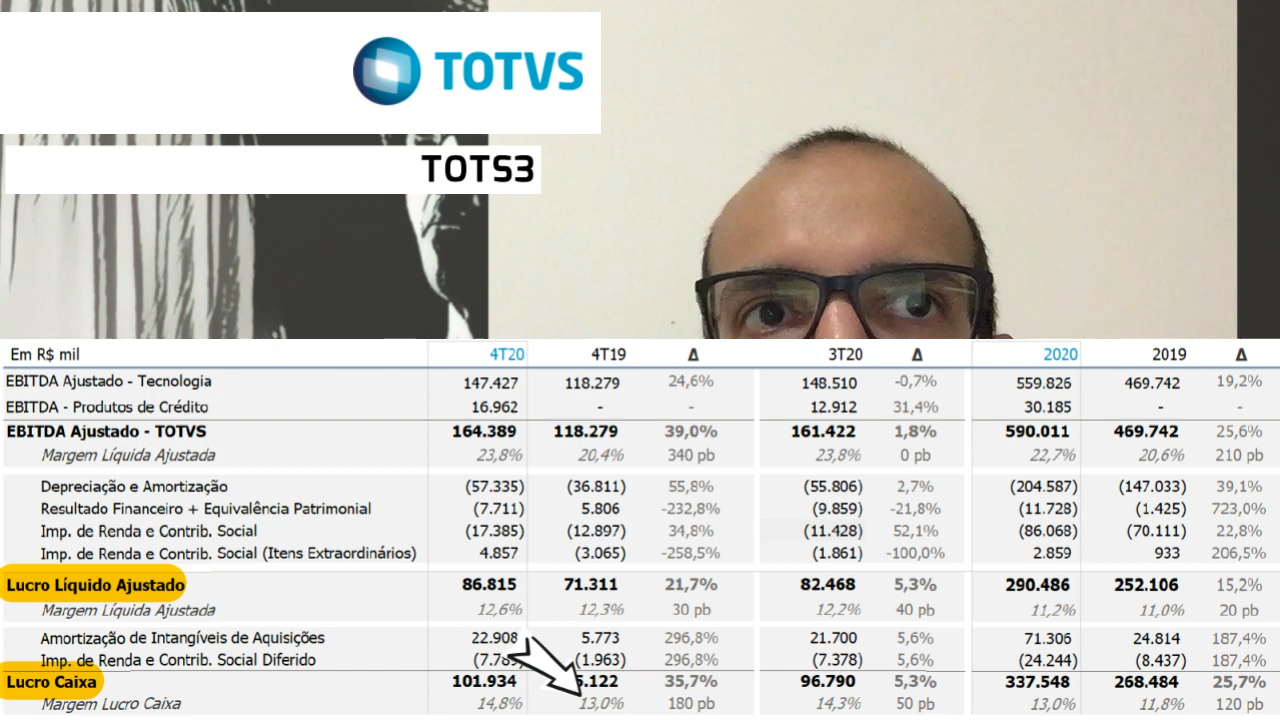 TOTVS
TOTS3
Em R$ mil 4T20 4T19 Δ 3T20 Δ 2020 2019 Δ
EBITDA Ajustado - Tecnologia 147.427 118.279 24,6% 148.510 -0,7% 559.826 469.742 19,2%
EBITDA - Produtos de Crédito 16.962 - - 12.912 31,4% 30.185 - -
EBITDA Ajustado - TOTVS 164.389 118.279 39,0% 161.422 1,8% 590.011 469.742 25,6%
Margem Líquida Ajustada 23,8% 20,4% 340 pb 23,8% 0 pb 22,7% 20,6% 210 pb
Depreciação e Amortização (57.335) (36.811) 55,8% (55.806) 2,7% (204.587) (147.033) 39,1%
Resultado Financeiro + Equivalência Patrimonial (7.711) 5.806 -232,8% (9.859) -21,8% (11.728) (1.425) 723,0%
Imp. de Renda e Contrib. Social (17.385) (12.897) 34,8% (11.428) 52,1% (86.068) (70.111) 22,8%
Imp. de Renda e Contrib. Social (Itens Extraordinários) 4.857 (3.065) -258,5% (1.861) -100,0% 2.859 933 206,5%
Lucro Líquido Ajustado 86.815 71.311 21,7% 82.468 5,3% 290.486 252.106 15,2%
Margem Líquida Ajustada 12,6% 12,3% 30 pb 12,2% 40 pb 11,2% 11,0% 20 pb
Amortização de Intangíveis de Aquisições 22.908 5.773 296,8% 21.700 5,6% 71.306 24.814 187,4%
Imp. de Renda e Contrib. Social Diferido (1.963) 296,8% (7.378) 5,6% (24.244) (8.437) 187,4%
Lucro Caixa 101.934 35,7% 96.790 5,3% 337.548 268.484 25,7%
Margem Lucro Caixa 14,8% 13,0% 180 pb 14,3% 50 pb 13,0% 11,8% 120 pb